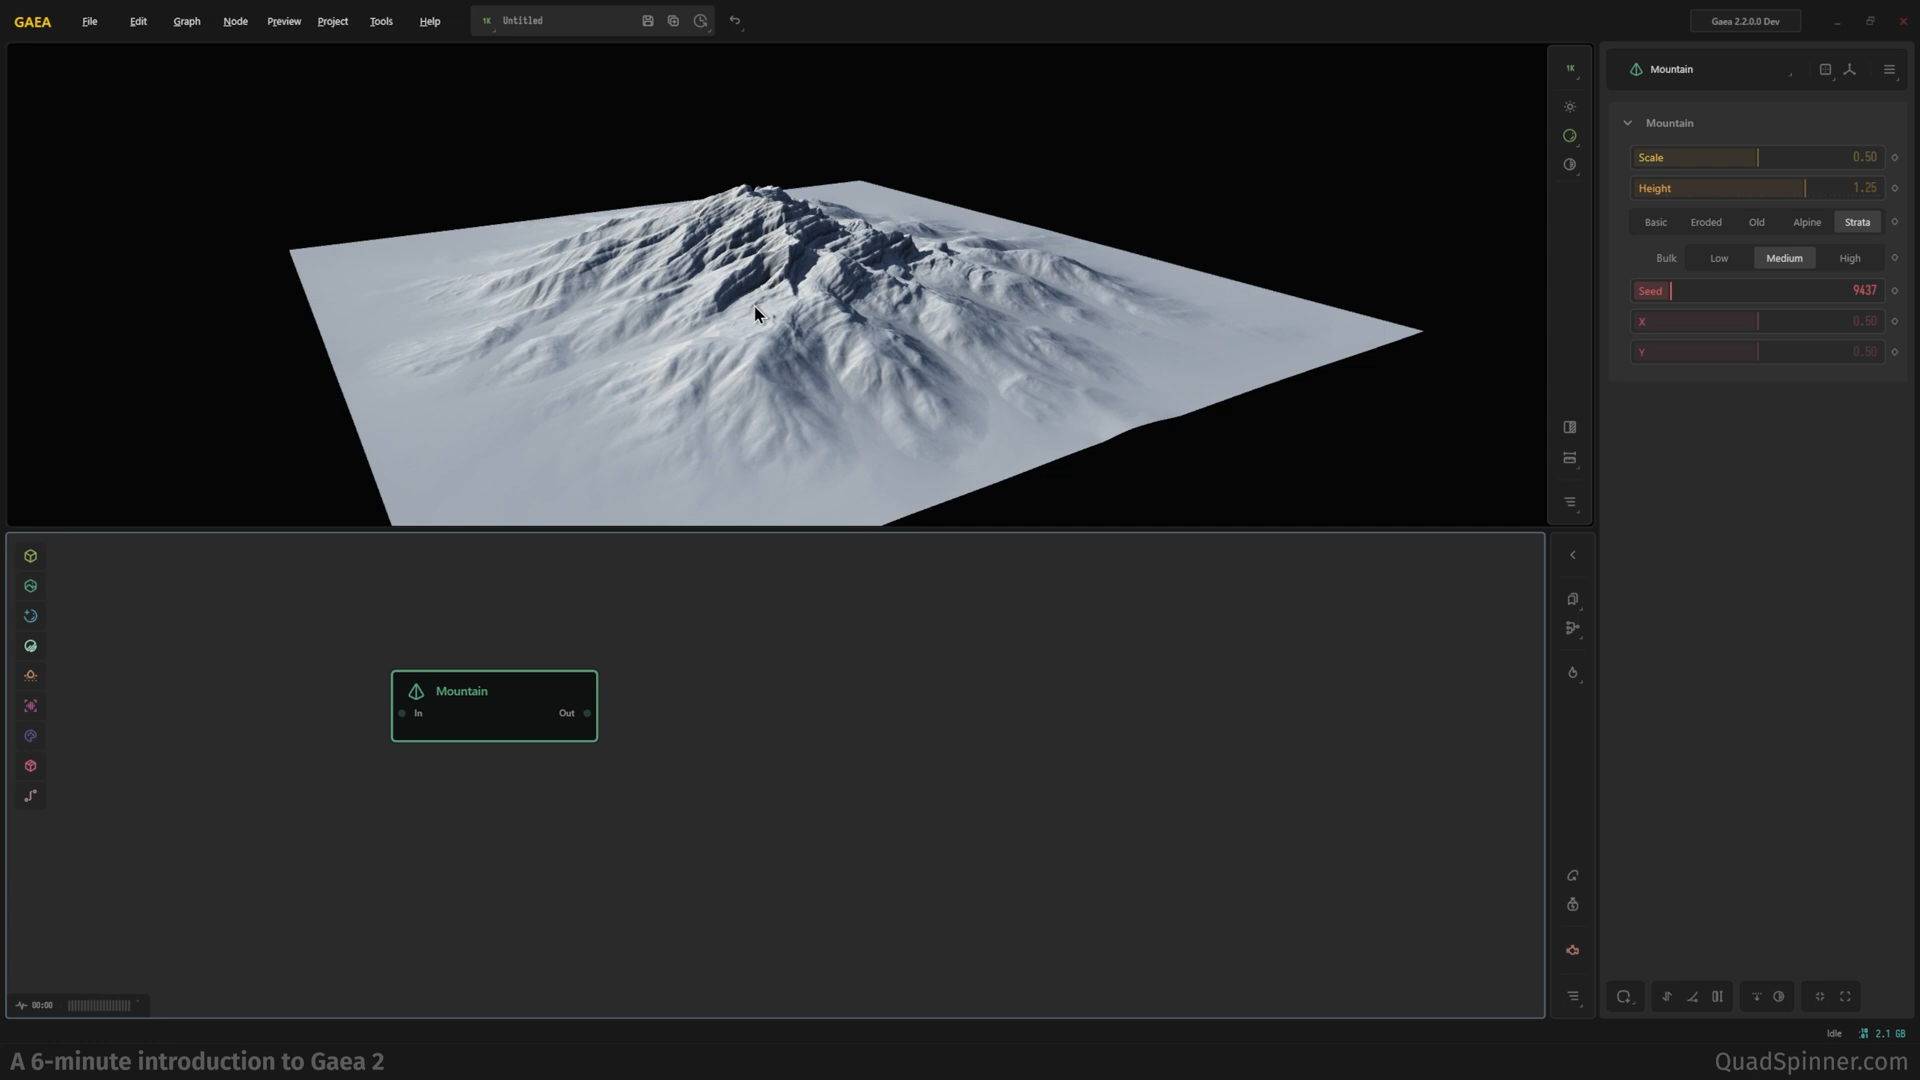 GAEA File Edit Graph Node Preview Project Tools Help 1K Untitled Gaea 2.2.0.0 Dev
1K
Mountain
Mountain
Scale 0.50
Height 1.25
Basic Eroded Old Alpine Strata
Bulk Low Medium High
Seed 9437
X 0.50
Y 0.50
Mountain
In Out
00:00
Idle 2.1 GB
A 6-minute introduction to Gaea 2
QuadSpinner.com